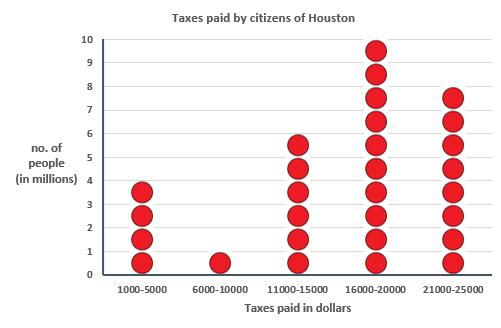 Taxes paid by citizens of Houston
10
9
8
7
6
5
4
3
2
1
0
no. of
people
(in millions)
1000-5000 6000-10000 11000-15000 16000-20000 21000-25000
Taxes paid in dollars